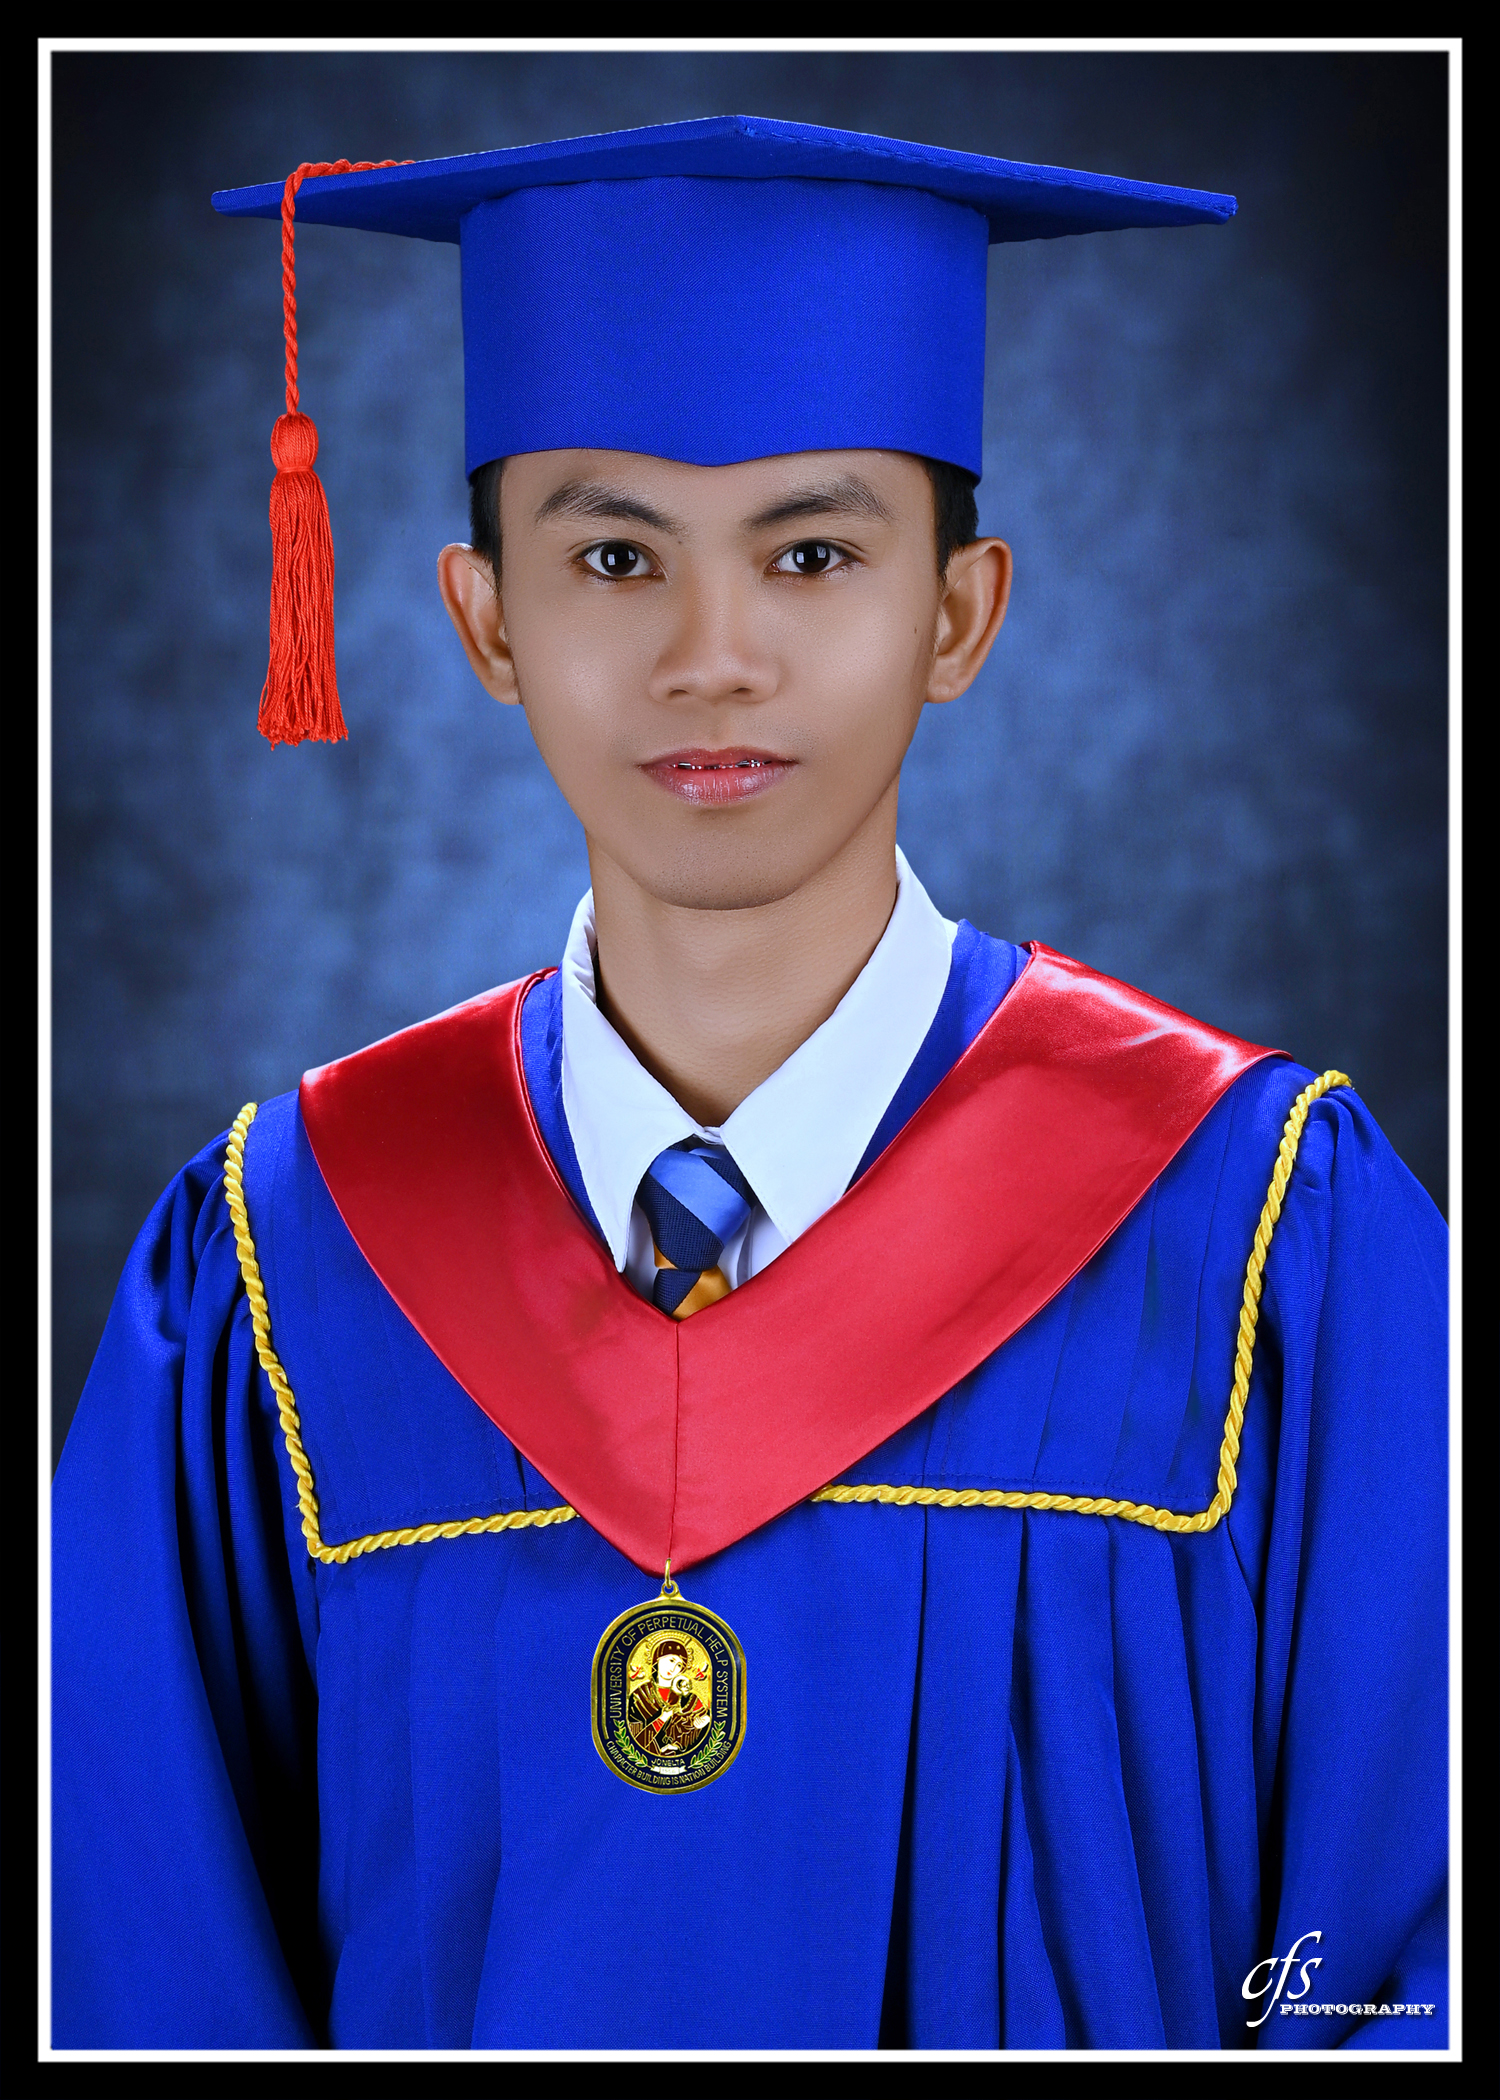 UNIVERSITY OF PERPETUAL HELP SYSTEM
JONELTA
CHARACTER BUILDING IS NATION BUILDING
cfs
PHOTOGRAPHY